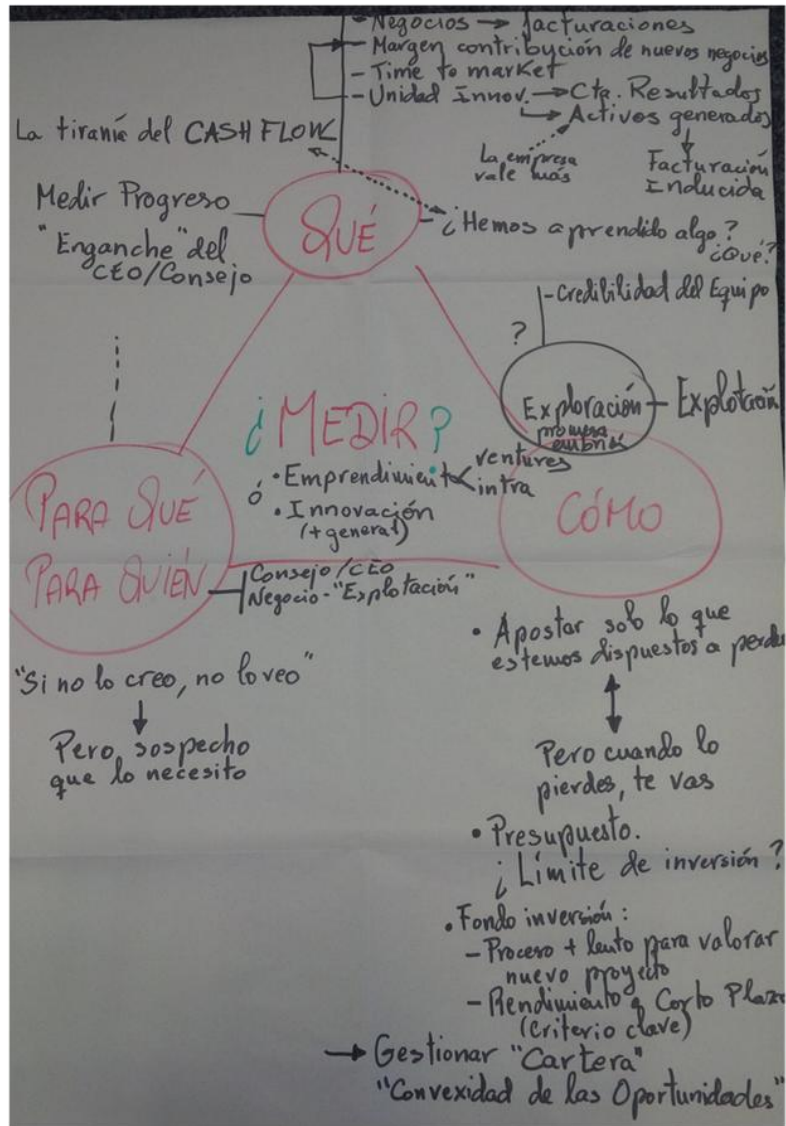 - Negocios → facturaciones
- Margen contribución de nuevos negocios
- Time to market
- Unidad Innov. → Cta. Resultados
→ Activos generados
La empresa
vale más
Facturación
Inducida
La tiranía del CASH FLOW
Medir Progreso
"Enganche" del
CEO/Consejo
QUÉ
- ¿Hemos aprendido algo?
¿Qué?
- Credibilidad del Equipo
?
Exploración - Explotación
promesa
¿MEDIR?
ó
• Emprendimiento
ventures
intra
• Innovación
(+ general)
PARA QUÉ
PARA QUIÉN
Consejo/CEO
Negocio - "Explotación"
CÓMO
"Si no lo creo, no lo veo"
↓
Pero sospecho
que lo necesito
• Apostar solo lo que
estemos dispuestos a perder
Pero cuando lo
pierdes, te vas
• Presupuesto.
¿Límite de inversión?
• Fondo inversión:
- Proceso + lento para valorar
nuevo proyecto
- Rendimiento a Corto Plazo
(Criterio clave)
→ Gestionar "Cartera"
"Convexidad de las Oportunidades"